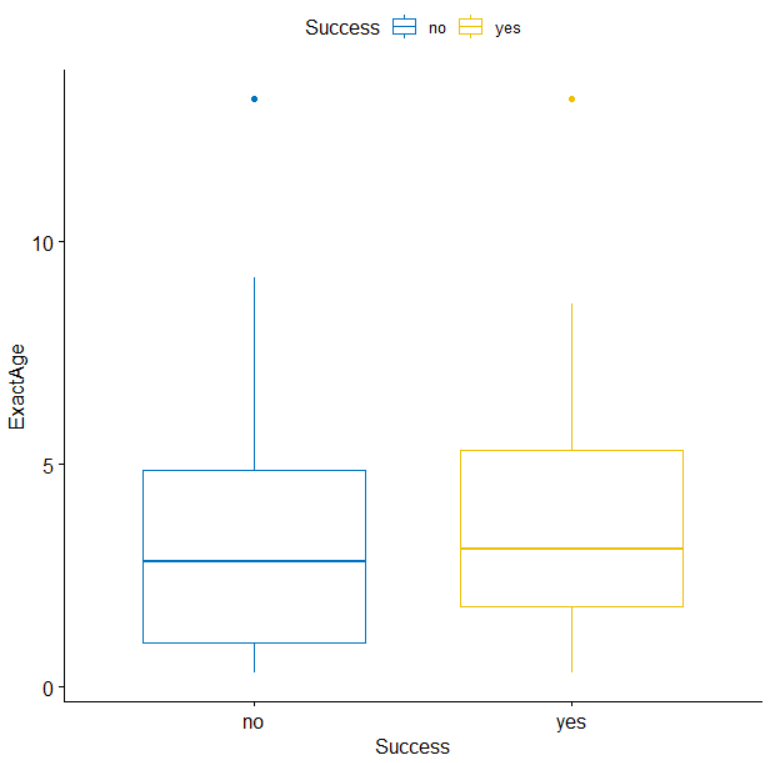 Success no yes
10
5
0
ExactAge
no yes
Success